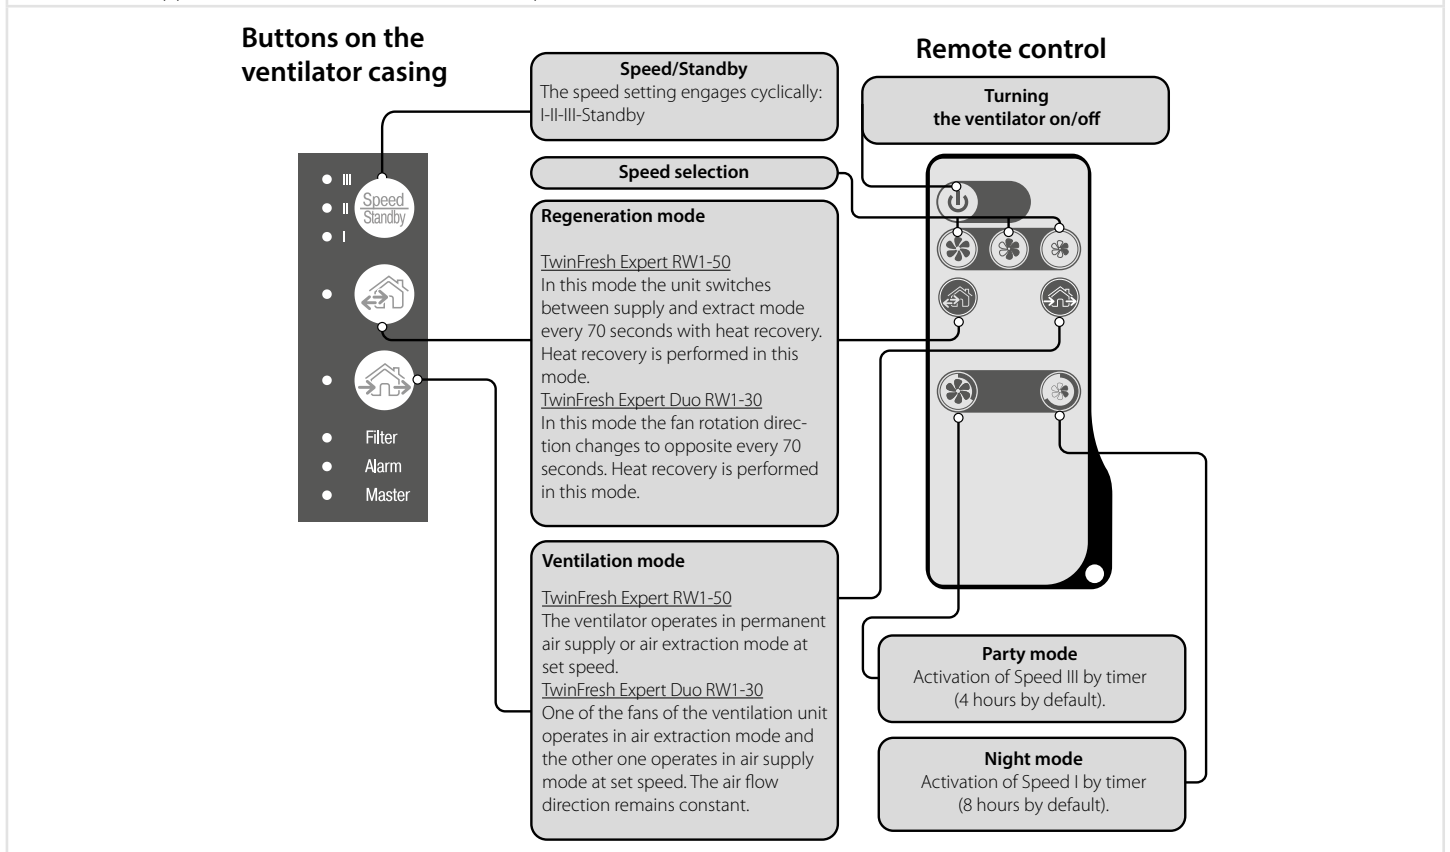 Buttons on the
ventilator casing
Speed/Standby
The speed setting engages cyclically:
I-II-III-Standby
Remote control
Turning
the ventilator on/off
Speed selection
III
II
I
Speed
Standby
Filter
Alarm
Master
Regeneration mode
TwinFresh Expert RW1-50
In this mode the unit switches
between supply and extract mode
every 70 seconds with heat recovery.
Heat recovery is performed in this
mode.
TwinFresh Expert Duo RW1-30
In this mode the fan rotation direc-
tion changes to opposite every 70
seconds. Heat recovery is performed
in this mode.
Ventilation mode
TwinFresh Expert RW1-50
The ventilator operates in permanent
air supply or air extraction mode at
set speed.
TwinFresh Expert Duo RW1-30
One of the fans of the ventilation unit
operates in air extraction mode and
the other one operates in air supply
mode at set speed. The air flow
direction remains constant.
Party mode
Activation of Speed III by timer
(4 hours by default).
Night mode
Activation of Speed I by timer
(8 hours by default).